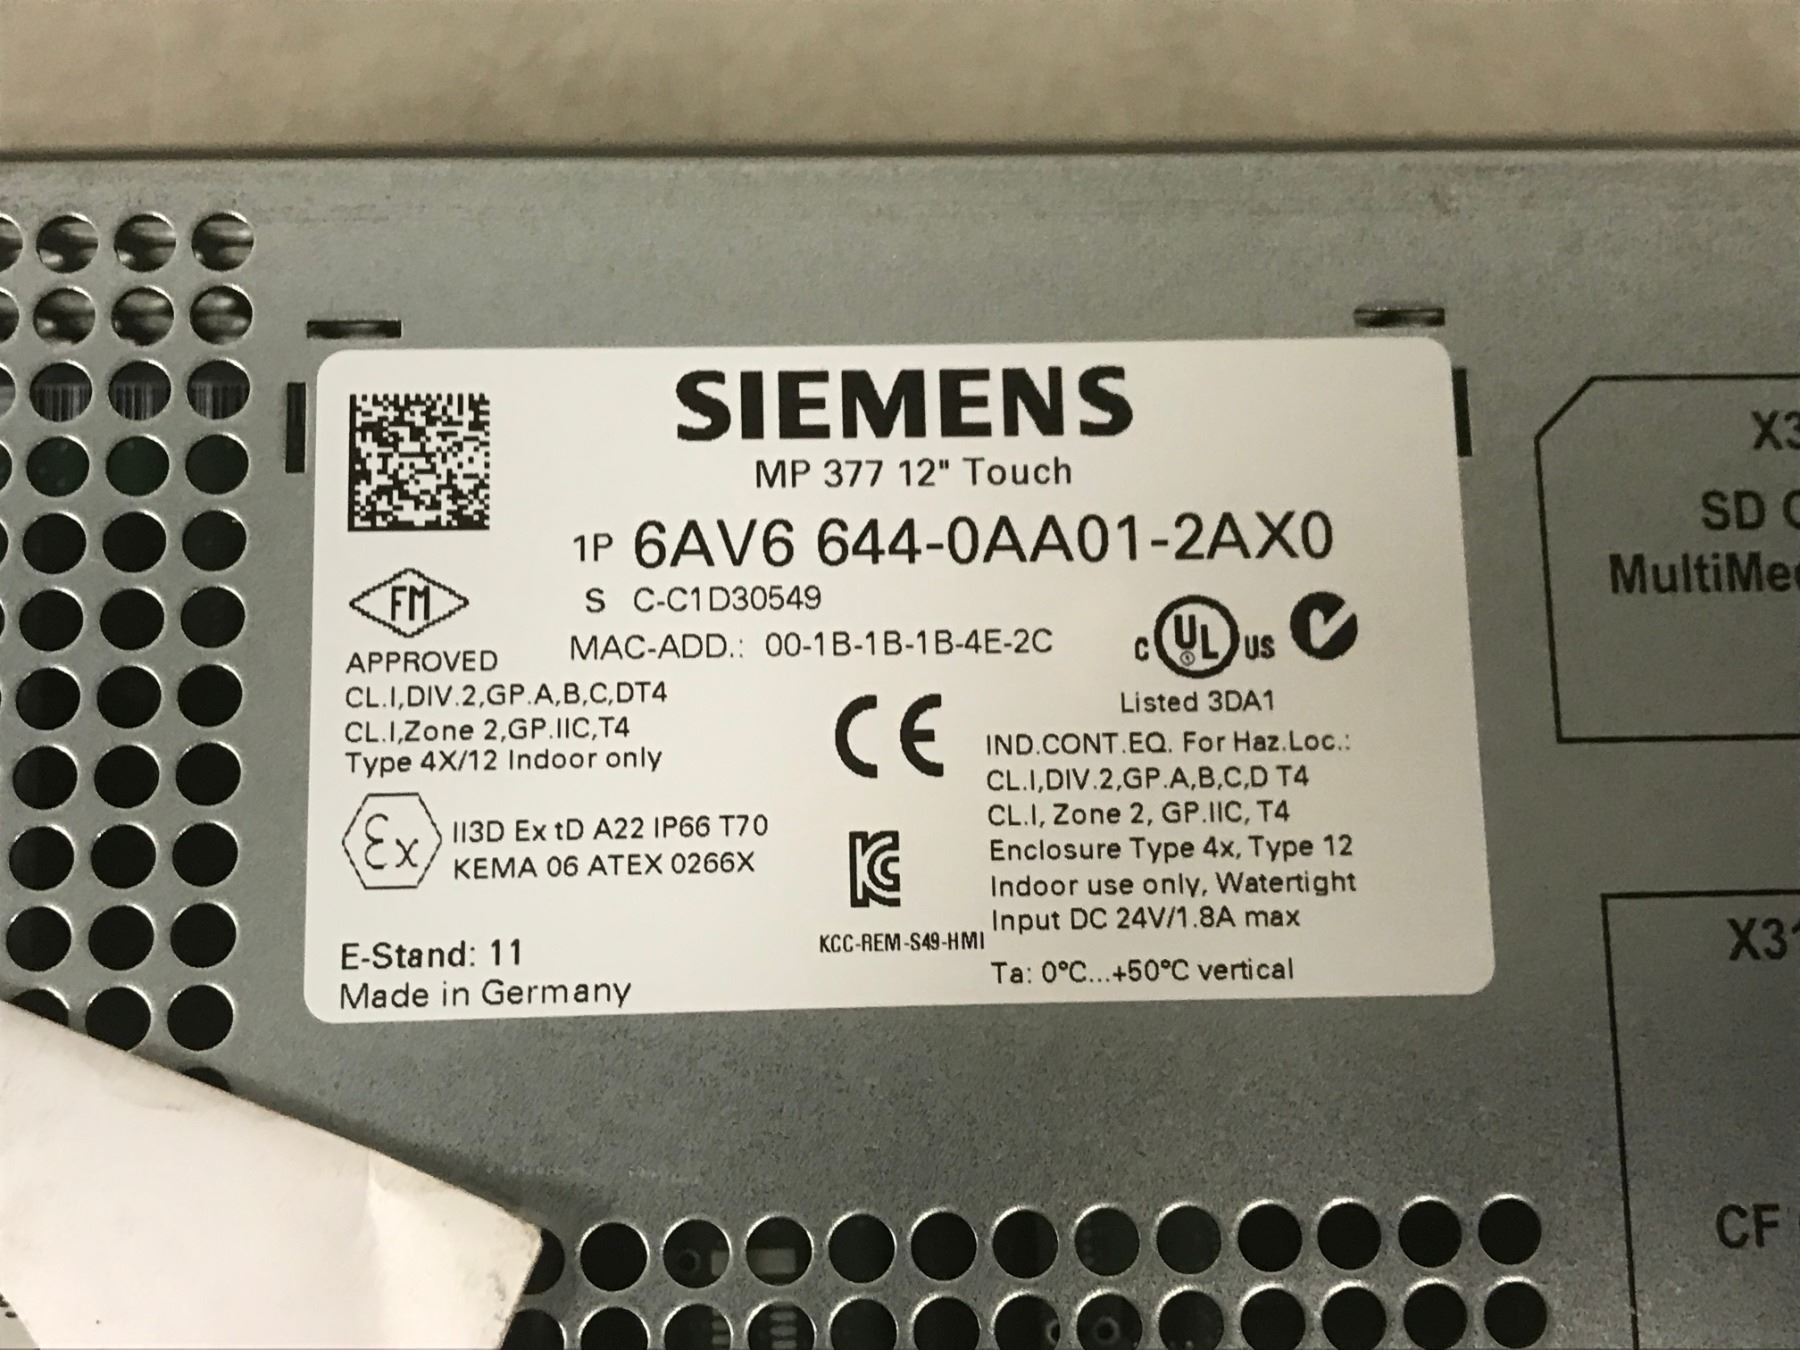 SIEMENS
MP 377 12" Touch
1P 6AV6 644-0AA01-2AX0
S C-C1D30549
MAC-ADD.: 00-1B-1B-1B-4E-2C
FM
APPROVED
CL.I,DIV.2,GP.A,B,C,DT4
CL.I,Zone 2,GP.IIC,T4
Type 4X/12 Indoor only
Ex II3D Ex tD A22 IP66 T70
KEMA 06 ATEX 0266X
E-Stand: 11
Made in Germany
CE
KC
KCC-REM-S49-HMI
C UL US
Listed 3DA1
IND.CONT.EQ. For Haz.Loc.:
CL.I,DIV.2,GP.A,B,C,D T4
CL.I, Zone 2, GP.IIC, T4
Enclosure Type 4x, Type 12
Indoor use only, Watertight
Input DC 24V/1.8A max
Ta: 0°C...+50°C vertical
SD
CF